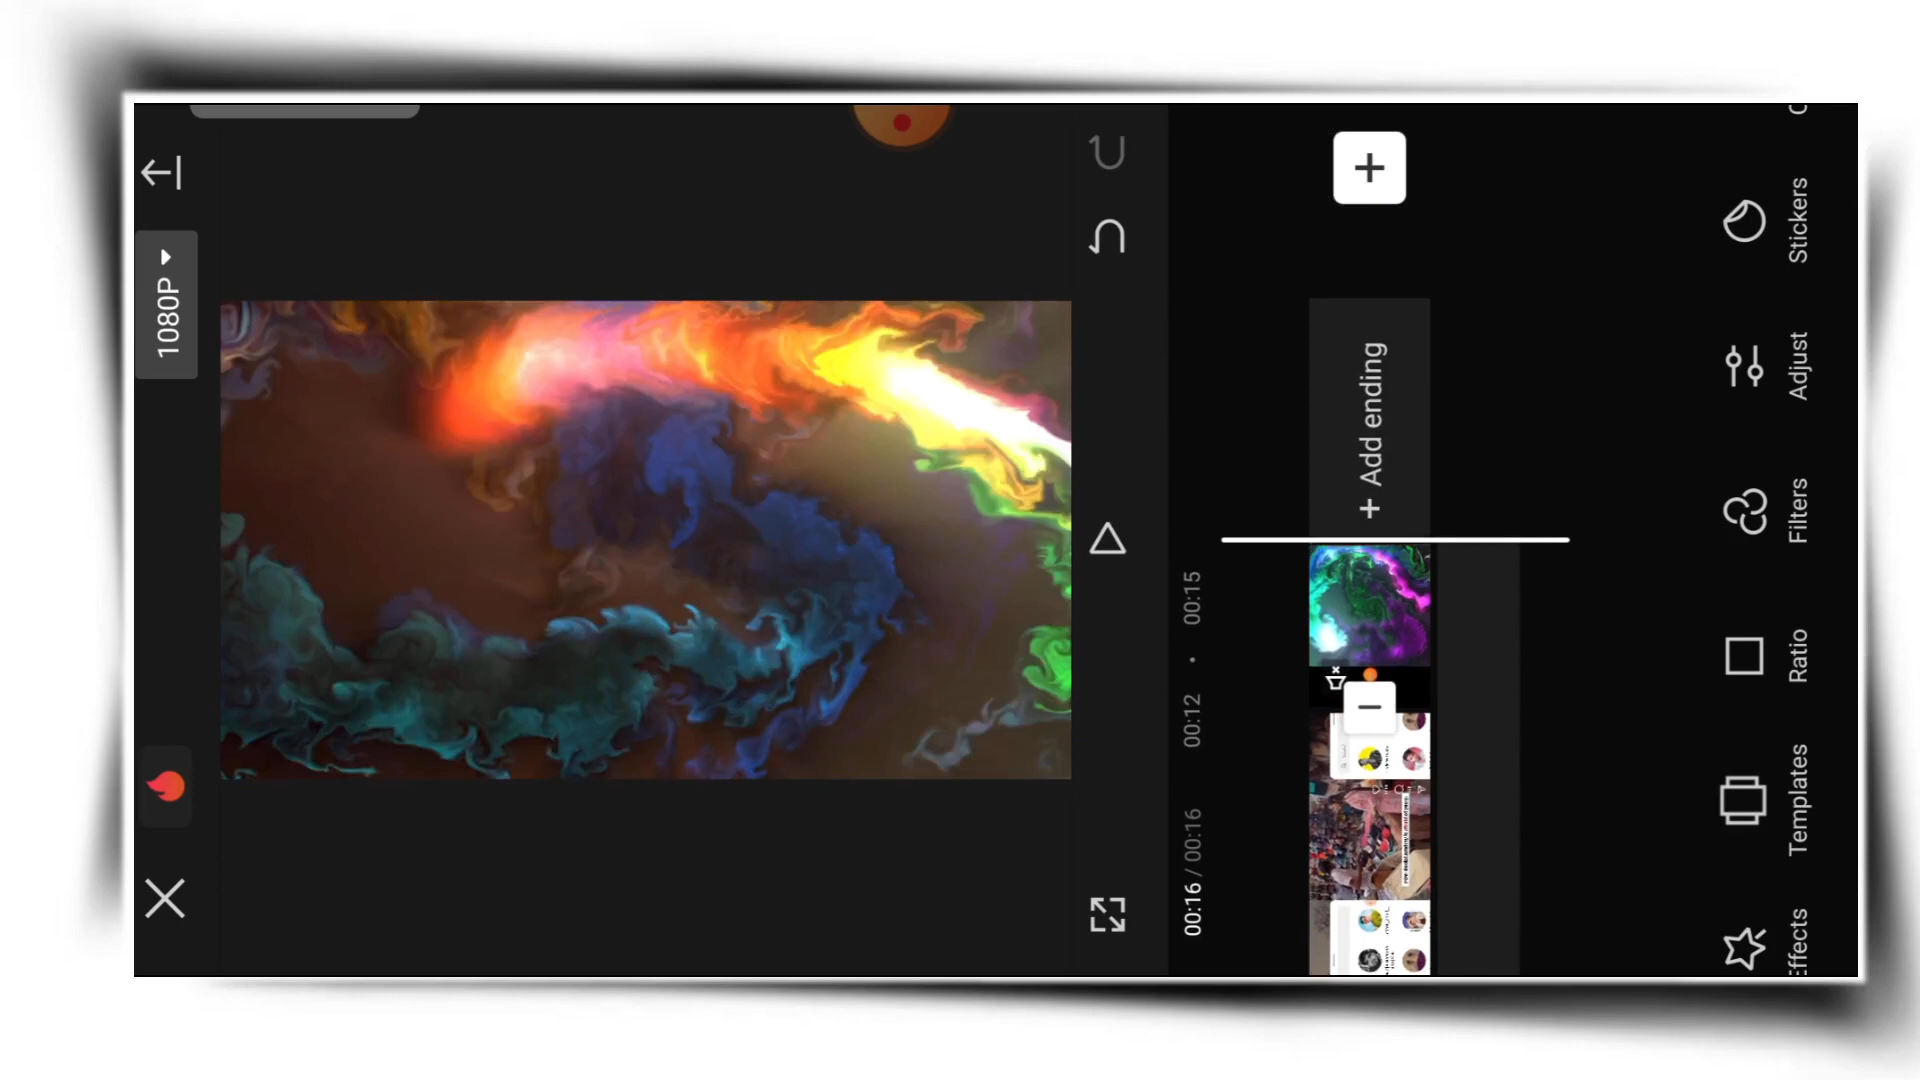 1080P
00:16 / 00:16
00:12
00:15
+ Add ending
Effects
Templates
Ratio
Filters
Adjust
Stickers